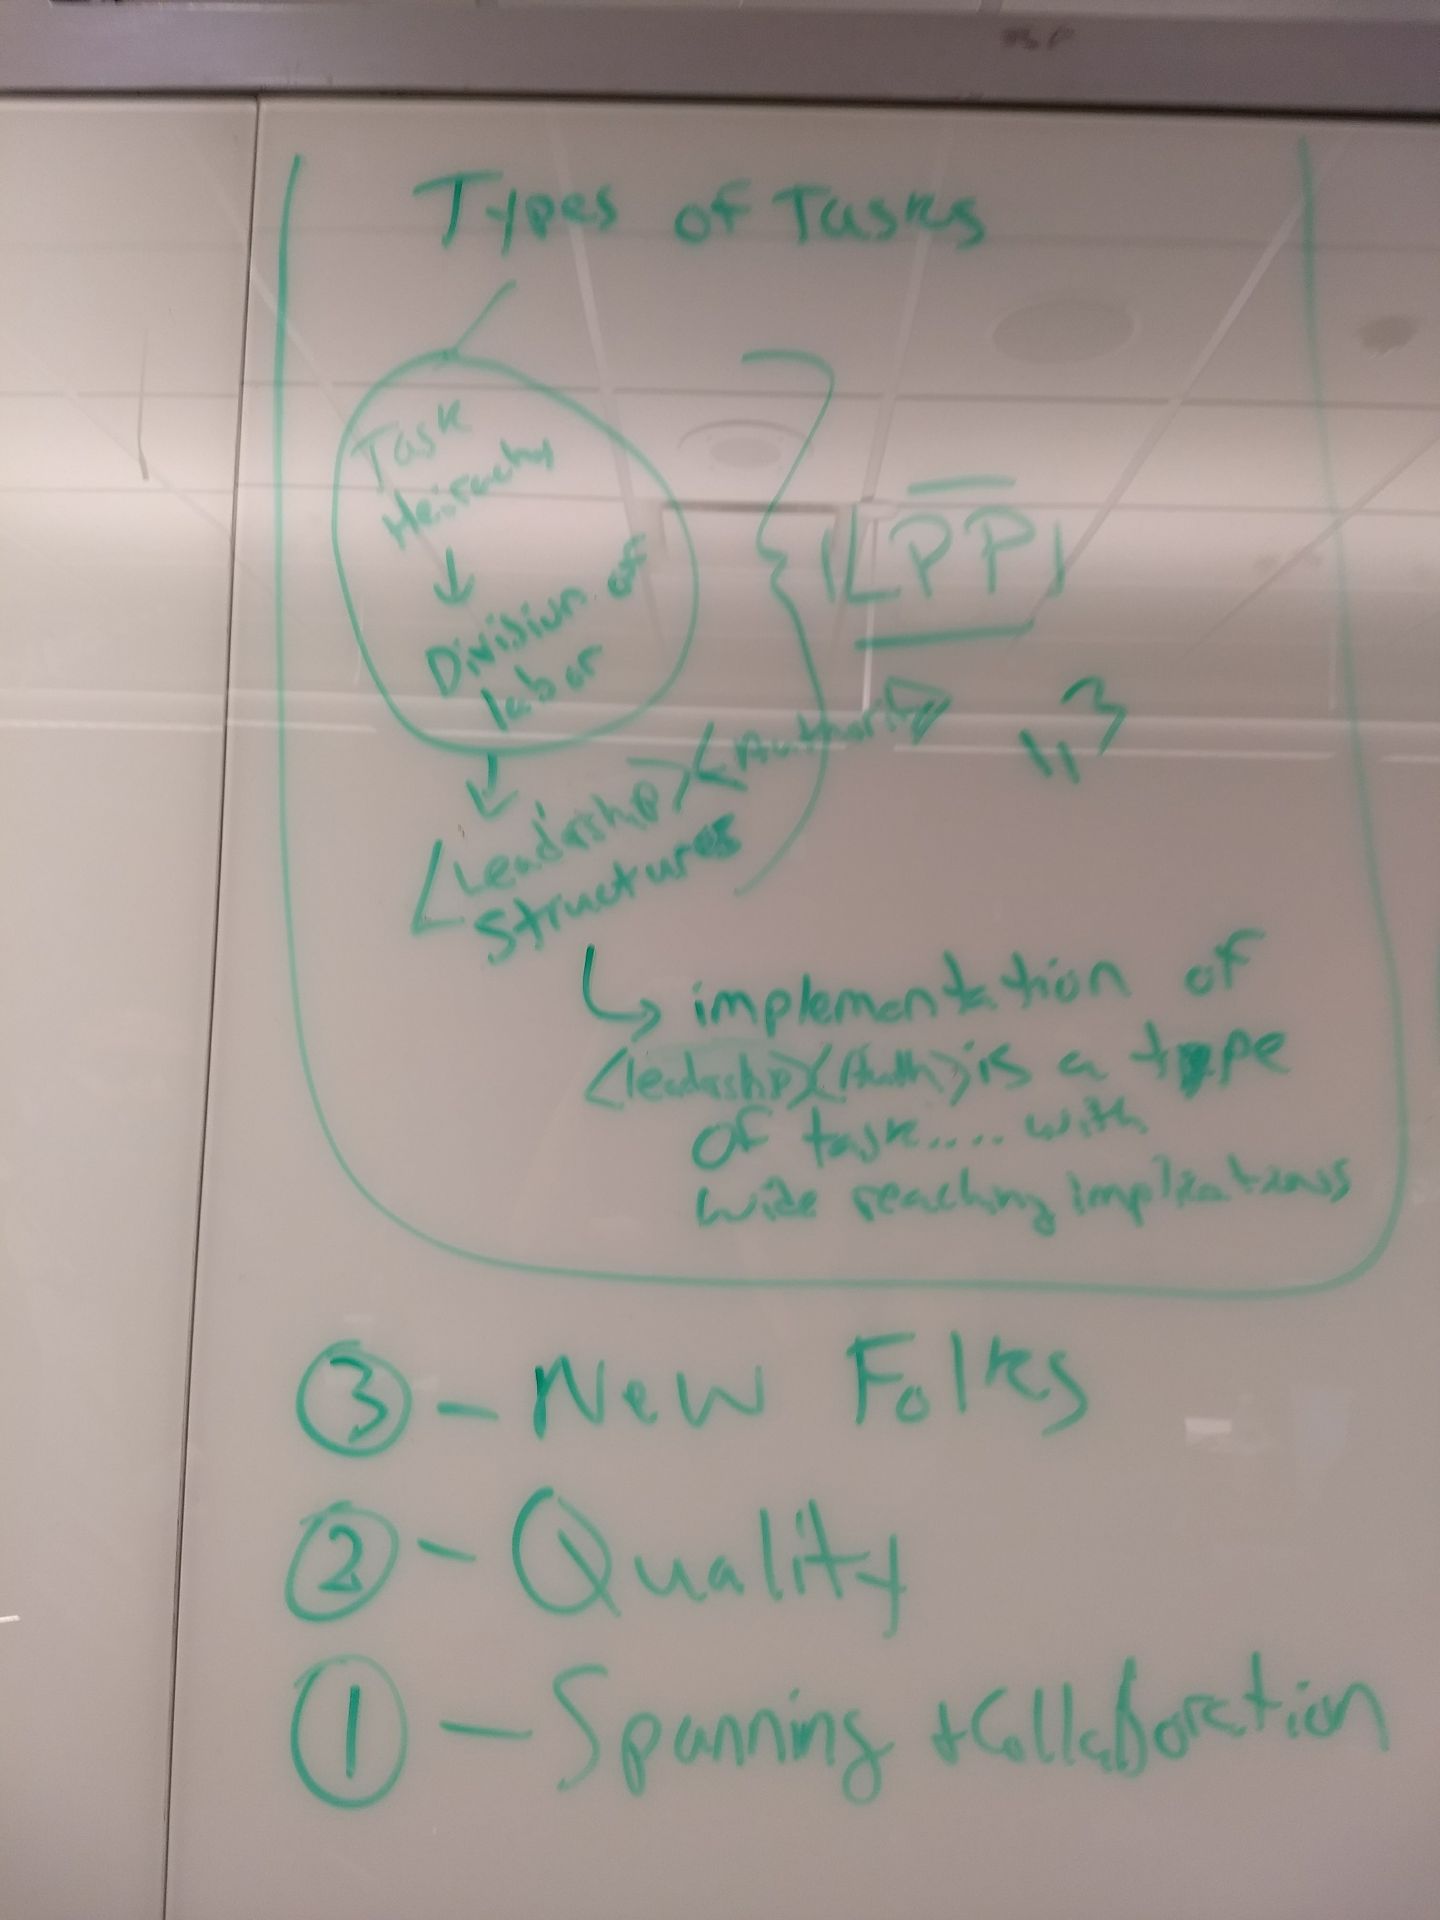 Types of Tasks
Task
Heirachy
↓
Division of
labor
↓
<Leadership><Authority>
Structures
LPP
↳ implementation of
<leadership><Auth> is a type
of task.... with
wide reaching implications
③ - New Folks
② - Quality
① - Spanning + Collaboration